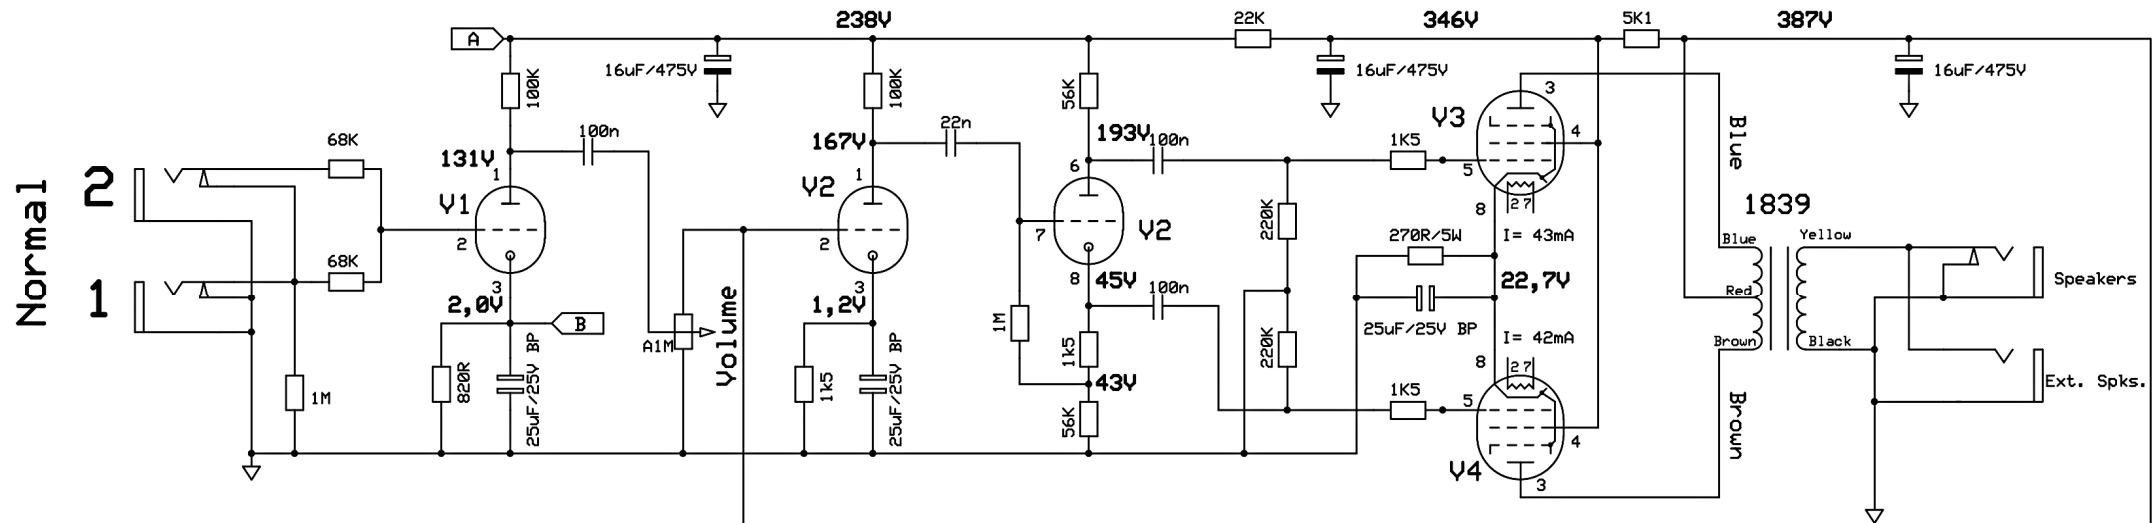 A
238V
22K
346V
5K1
387V
100K
16uF/475V
100K
56K
16uF/475V
16uF/475V
3
V3
4
Blue
68K
100n
22n
131V
167V
193V
100n
1K5
5
Normal
2
1
1
6
V1
V2
7
V2
2
2
220K
8
27
270R/5W
I= 43mA
1839
Blue
Yellow
68K
1
3
3
8
45V
100n
22,7V
Red
Speakers
2,0V
1,2V
B
Volume
A1M
1M
1k5
220K
25uF/25V BP
I= 42mA
Brown
Black
8
27
43V
Ext. Spks.
1M
820R
25uF/25V BP
1k5
25uF/25V BP
56K
1K5
5
4
V4
3
Brown